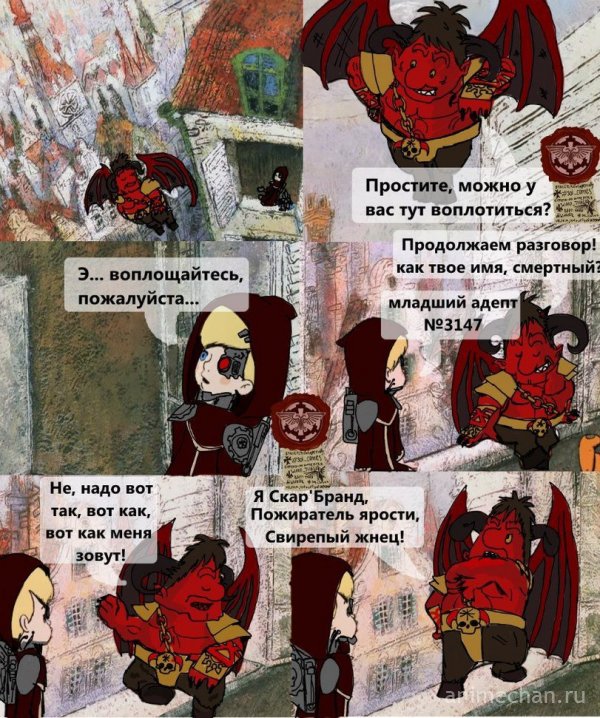 Простите, можно у
вас тут воплотиться?
Э... воплощайтесь,
пожалуйста...
Продолжаем разговор!
как твое имя, смертный?
младший адепт
№3147
Не, надо вот
так, вот как,
вот как меня
зовут!
Я Скар'Бранд,
Пожиратель ярости,
Свирепый жнец!
animechan.ru